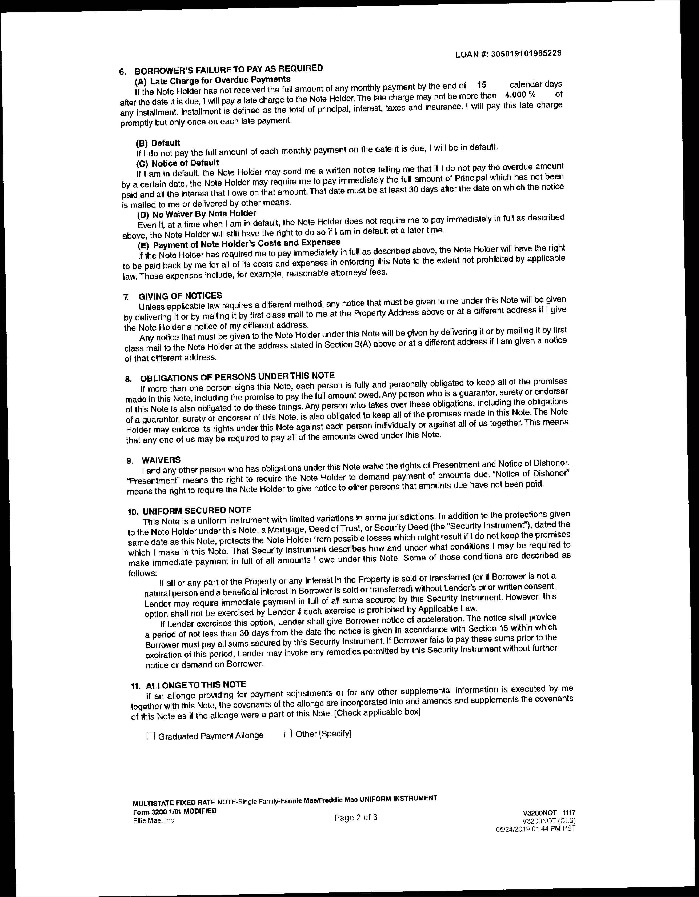 LOAN #: 305819101985229
6. BORROWER'S FAILURE TO PAY AS REQUIRED
(A) Late Charge for Overdue Payments
If the Note Holder has not received the full amount of any monthly payment by the end of 15 calendar days
after the date it is due, I will pay a late charge to the Note Holder. The late charge may not be more than 4.000 % of
any installment. Installment is defined as the total of principal, interest, taxes and insurance. I will pay this late charge
promptly but only once on each late payment.
(B) Default
If I do not pay the full amount of each monthly payment on the date it is due, I will be in default.
(C) Notice of Default
If I am in default, the Note Holder may send me a written notice telling me that if I do not pay the overdue amount
by a certain date, the Note Holder may require me to pay immediately the full amount of Principal which has not been
paid and all the interest that I owe on that amount. That date must be at least 30 days after the date on which the notice
is mailed to me or delivered by other means.
(D) No Waiver By Note Holder
Even if, at a time when I am in default, the Note Holder does not require me to pay immediately in full as described
above, the Note Holder will still have the right to do so if I am in default at a later time.
(E) Payment of Note Holder's Costs and Expenses
If the Note Holder has required me to pay immediately in full as described above, the Note Holder will have the right
to be paid back by me for all of its costs and expenses in enforcing this Note to the extent not prohibited by applicable
law. Those expenses include, for example, reasonable attorneys' fees.
7. GIVING OF NOTICES
Unless applicable law requires a different method, any notice that must be given to me under this Note will be given
by delivering it or by mailing it by first class mail to me at the Property Address above or at a different address if I give
the Note Holder a notice of my different address.
Any notice that must be given to the Note Holder under this Note will be given by delivering it or by mailing it by first
class mail to the Note Holder at the address stated in Section 3(A) above or at a different address if I am given a notice
of that different address.
8. OBLIGATIONS OF PERSONS UNDER THIS NOTE
If more than one person signs this Note, each person is fully and personally obligated to keep all of the promises
made in this Note, including the promise to pay the full amount owed. Any person who is a guarantor, surety or endorser
of this Note is also obligated to do these things. Any person who takes over these obligations, including the obligations
of a guarantor, surety or endorser of this Note, is also obligated to keep all of the promises made in this Note. The Note
Holder may enforce its rights under this Note against each person individually or against all of us together. This means
that any one of us may be required to pay all of the amounts owed under this Note.
9. WAIVERS
I and any other person who has obligations under this Note waive the rights of Presentment and Notice of Dishonor.
"Presentment" means the right to require the Note Holder to demand payment of amounts due. "Notice of Dishonor"
means the right to require the Note Holder to give notice to other persons that amounts due have not been paid.
10. UNIFORM SECURED NOTE
This Note is a uniform instrument with limited variations in some jurisdictions. In addition to the protections given
to the Note Holder under this Note, a Mortgage, Deed of Trust, or Security Deed (the "Security Instrument"), dated the
same date as this Note, protects the Note Holder from possible losses which might result if I do not keep the promises
which I make in this Note. That Security Instrument describes how and under what conditions I may be required to
make immediate payment in full of all amounts I owe under this Note. Some of those conditions are described as
follows:
If all or any part of the Property or any Interest in the Property is sold or transferred (or if Borrower is not a
natural person and a beneficial interest in Borrower is sold or transferred) without Lender's prior written consent,
Lender may require immediate payment in full of all sums secured by this Security Instrument. However, this
option shall not be exercised by Lender if such exercise is prohibited by Applicable Law.
If Lender exercises this option, Lender shall give Borrower notice of acceleration. The notice shall provide
a period of not less than 30 days from the date the notice is given in accordance with Section 15 within which
Borrower must pay all sums secured by this Security Instrument. If Borrower fails to pay these sums prior to the
expiration of this period, Lender may invoke any remedies permitted by this Security Instrument without further
notice or demand on Borrower.
11. ALLONGE TO THIS NOTE
If an allonge providing for payment adjustments or for any other supplemental information is executed by me
together with this Note, the covenants of the allonge are incorporated into and amends and supplements the covenants
of this Note as if the allonge were a part of this Note. [Check applicable box]
Graduated Payment Allonge Other [Specify]
MULTISTATE FIXED RATE NOTE-Single Family-Fannie Mae/Freddie Mac UNIFORM INSTRUMENT
Form 3200 1/01 MODIFIED
Ellie Mae, Inc. Page 2 of 3
V3200NOT 1117
V3200NOT (CLS)
09/24/2019 01:44 PM PST